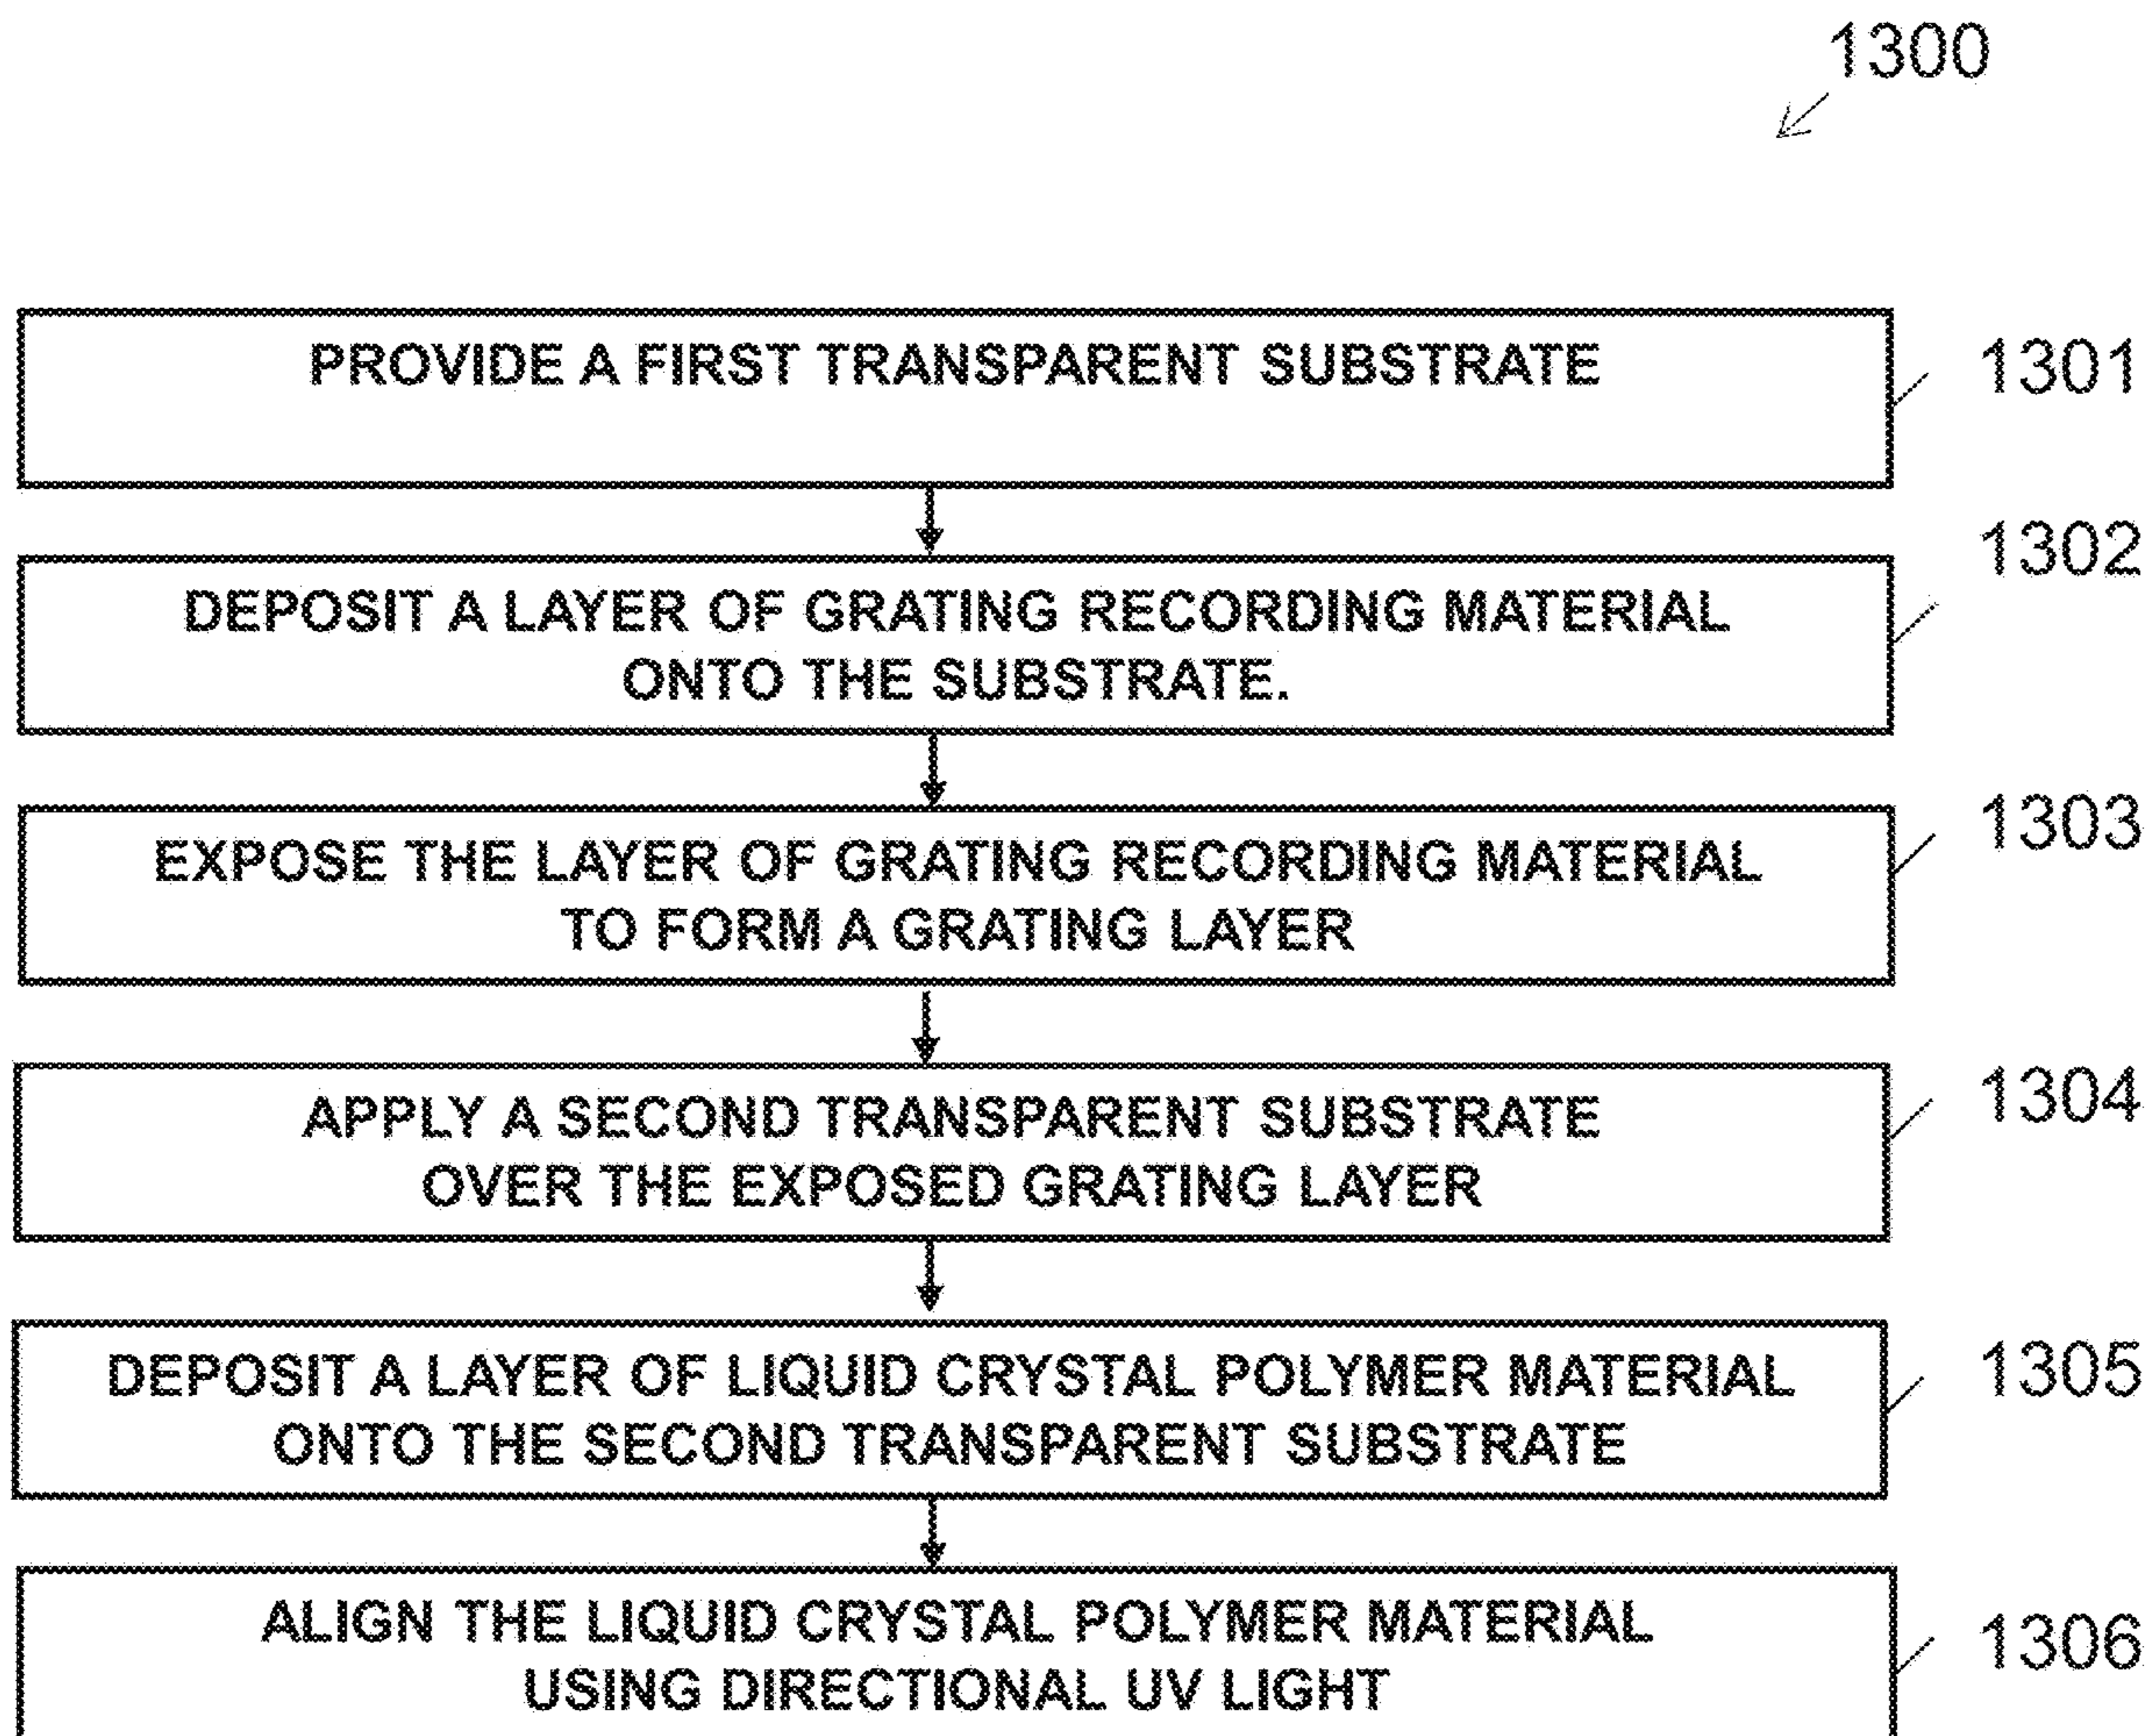 1300
PROVIDE A FIRST TRANSPARENT SUBSTRATE
1301
DEPOSIT A LAYER OF GRATING RECORDING MATERIAL
ONTO THE SUBSTRATE.
1302
EXPOSE THE LAYER OF GRATING RECORDING MATERIAL
TO FORM A GRATING LAYER
1303
APPLY A SECOND TRANSPARENT SUBSTRATE
OVER THE EXPOSED GRATING LAYER
1304
DEPOSIT A LAYER OF LIQUID CRYSTAL POLYMER MATERIAL
ONTO THE SECOND TRANSPARENT SUBSTRATE
1305
ALIGN THE LIQUID CRYSTAL POLYMER MATERIAL
USING DIRECTIONAL UV LIGHT
1306